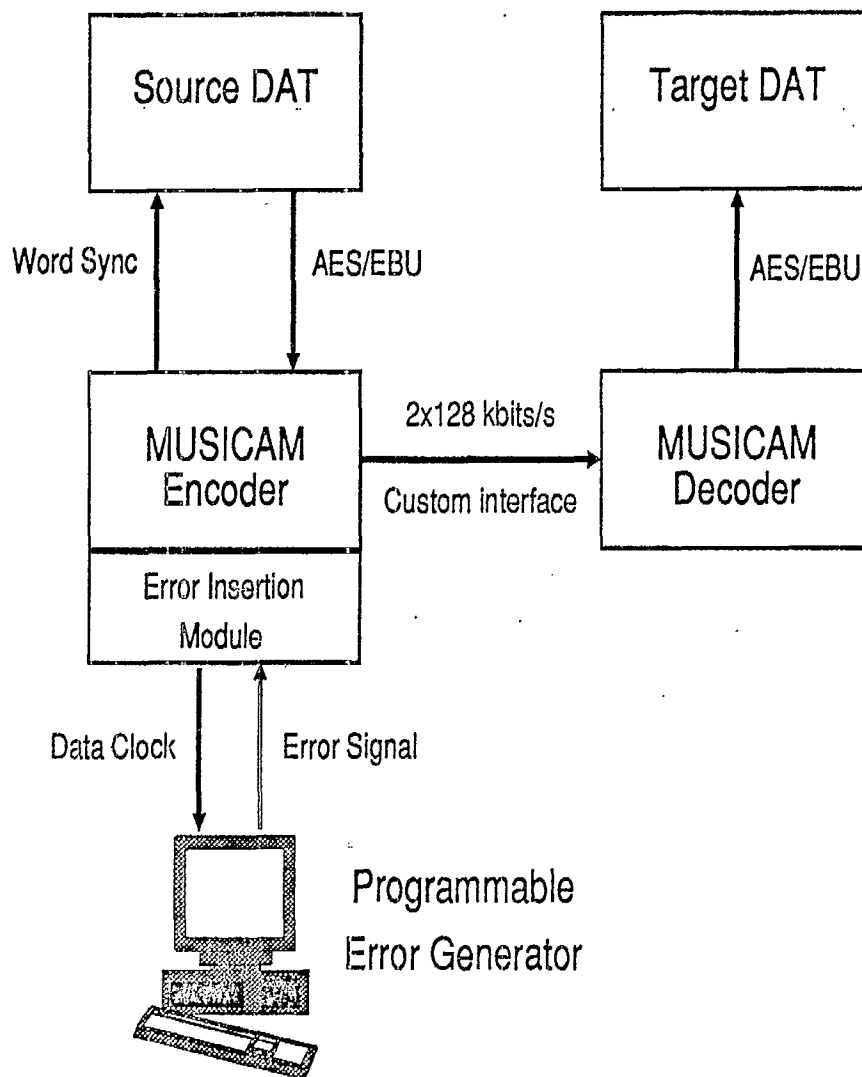 Source DAT
Target DAT
Word Sync
AES/EBU
AES/EBU
MUSICAM
Encoder
2x128 kbits/s
Custom interface
MUSICAM
Decoder
Error Insertion
Module
Data Clock
Error Signal
Programmable
Error Generator